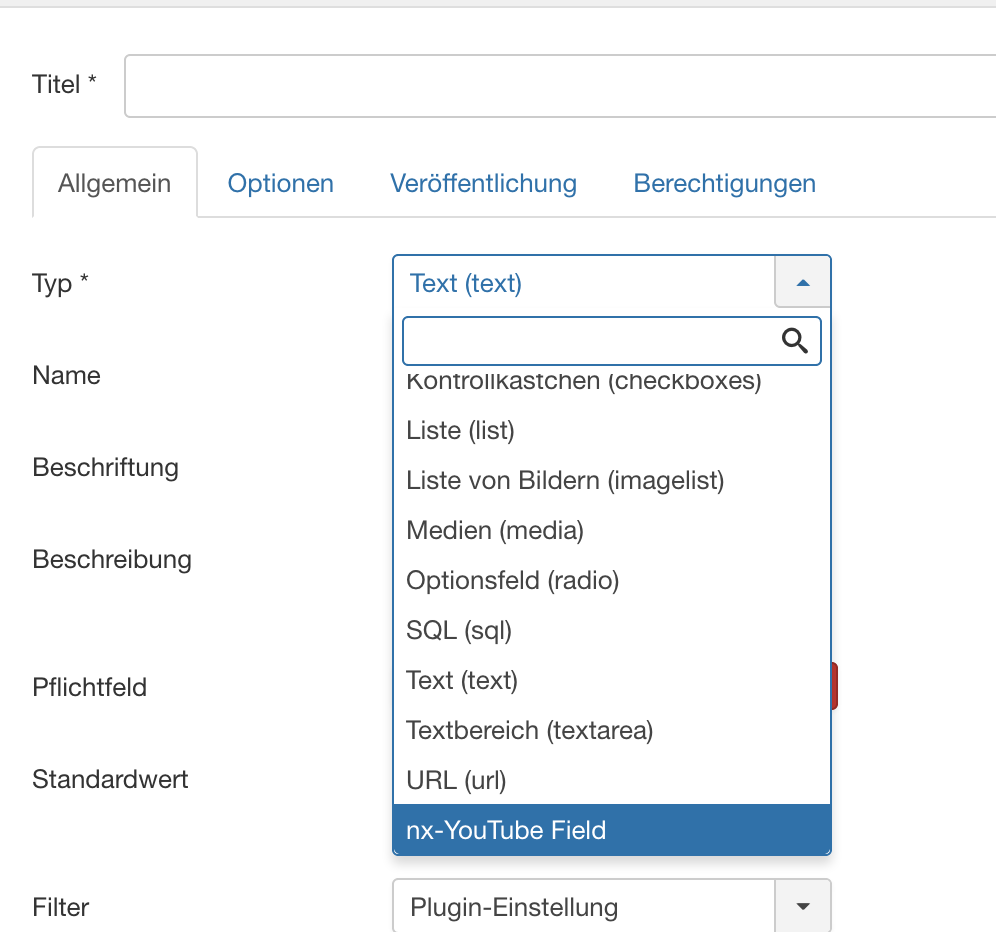 Titel *
Allgemein Optionen Veröffentlichung Berechtigungen
Typ * Text (text)
Kontrollkästchen (checkboxes)
Name
Liste (list)
Beschriftung
Liste von Bildern (imagelist)
Medien (media)
Beschreibung
Optionsfeld (radio)
SQL (sql)
Pflichtfeld
Text (text)
Textbereich (textarea)
Standardwert
URL (url)
nx-YouTube Field
Filter Plugin-Einstellung